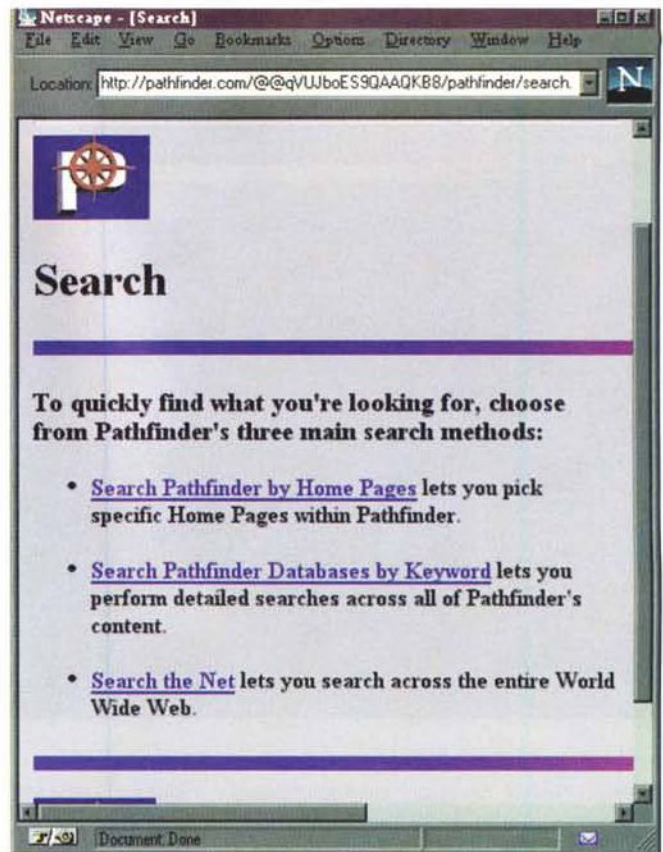 Netscape - [Search]
File Edit View Go Bookmarks Options Directory Window Help
Location: http://pathfinder.com/@@qVUJboES9QAAQKB8/pathfinder/search.
N
P
Search
To quickly find what you're looking for, choose
from Pathfinder's three main search methods:
• Search Pathfinder by Home Pages lets you pick
specific Home Pages within Pathfinder.
• Search Pathfinder Databases by Keyword lets you
perform detailed searches across all of Pathfinder's
content.
• Search the Net lets you search across the entire World
Wide Web.
Document: Done